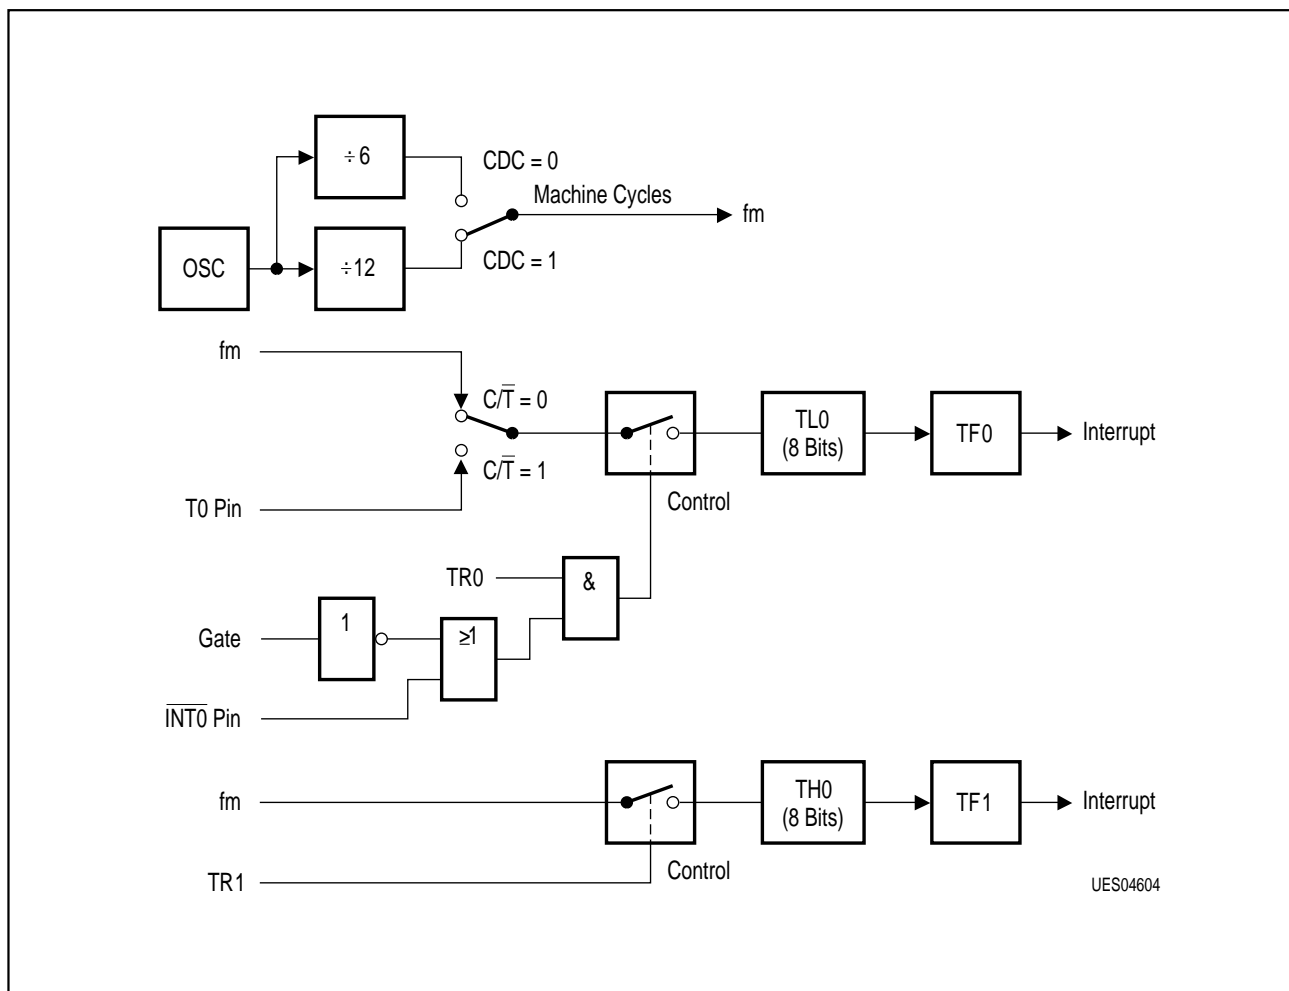 ÷ 6
CDC = 0
Machine Cycles
fm
OSC
÷ 12
CDC = 1
fm
C/T̅ = 0
TL0
(8 Bits)
TF0
Interrupt
C/T̅ = 1
T0 Pin
Control
TR0
&
Gate
1
≥1
I̅N̅T̅0̅ Pin
fm
TH0
(8 Bits)
TF1
Interrupt
TR1
Control
UES04604